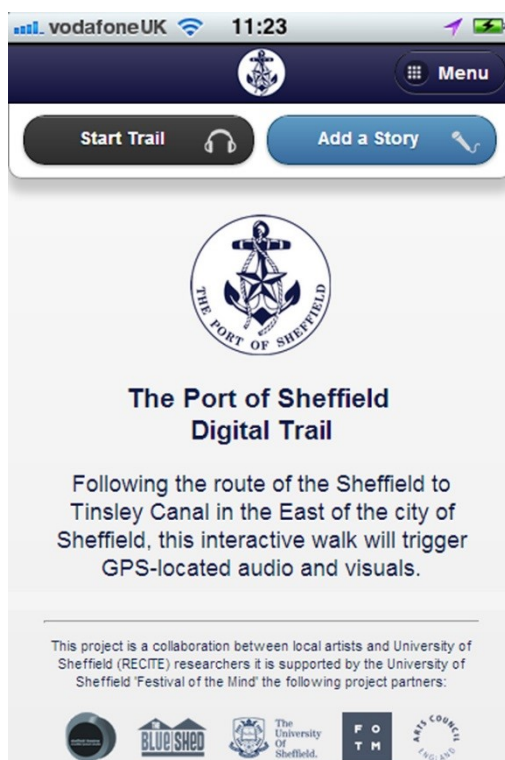 vodafone UK 11:23
Menu
Start Trail
Add a Story
THE PORT OF SHEFFIELD
The Port of Sheffield
Digital Trail
Following the route of the Sheffield to
Tinsley Canal in the East of the city of
Sheffield, this interactive walk will trigger
GPS-located audio and visuals.
This project is a collaboration between local artists and University of
Sheffield (RECITE) researchers it is supported by the University of
Sheffield 'Festival of the Mind' the following project partners:
THE
BLUE SHED
The
University
Of
Sheffield.
F O
T M
ARTS COUNCIL
ENGLAND